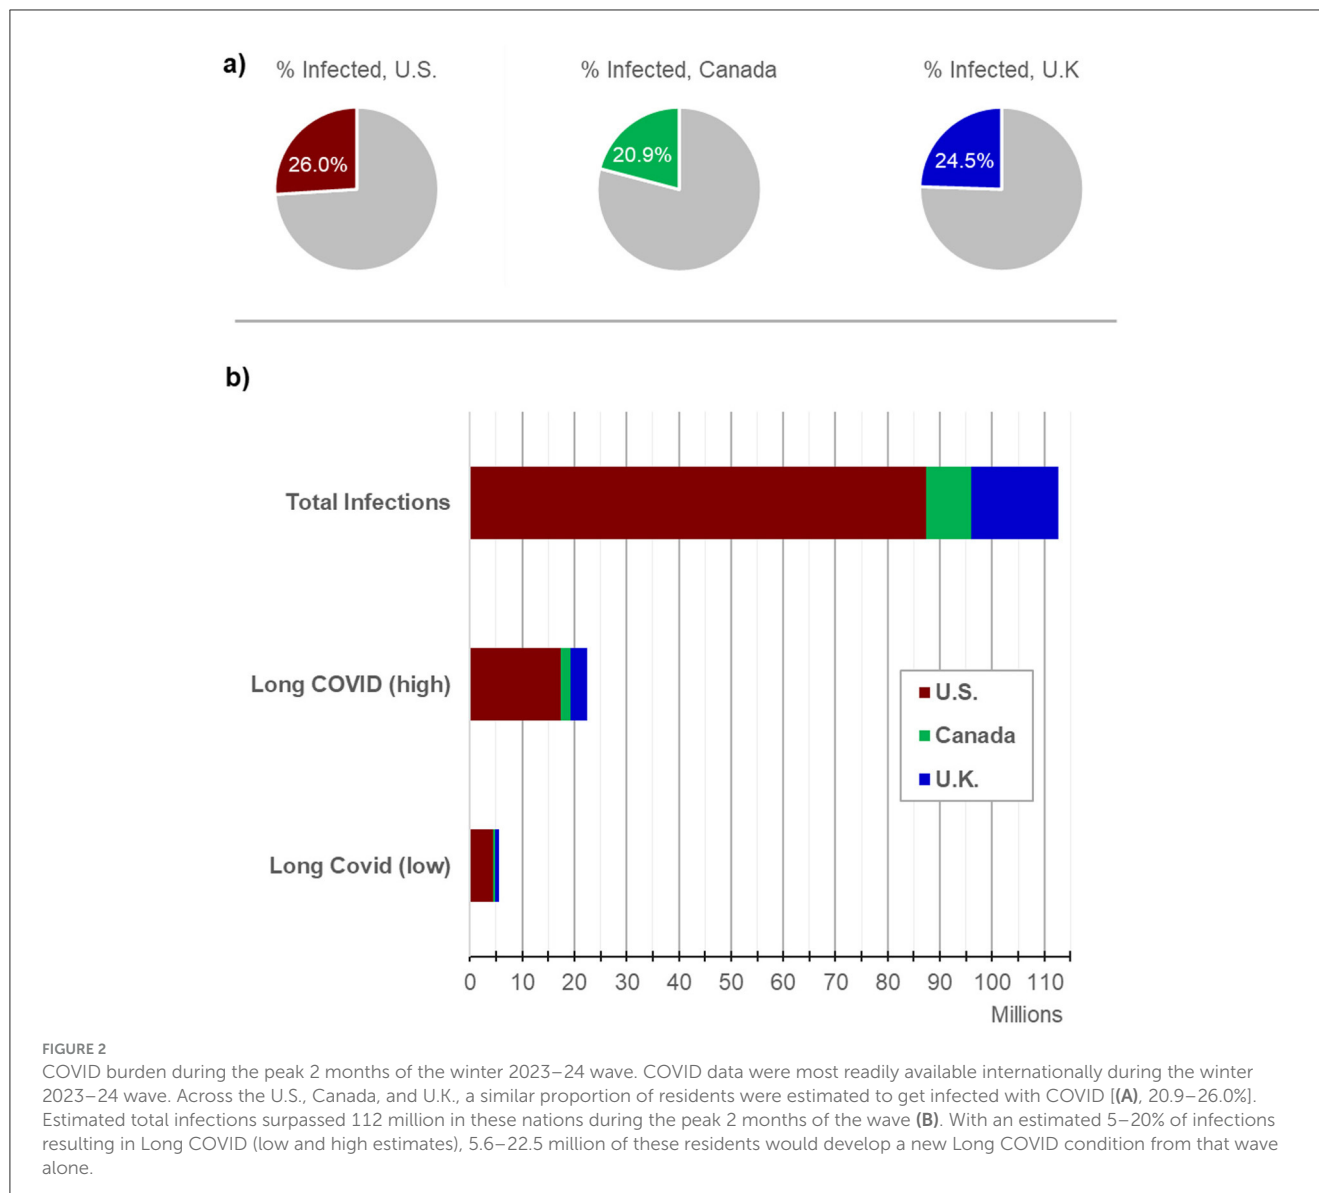 a)
% Infected, U.S.
% Infected, Canada
% Infected, U.K
26.0%
20.9%
24.5%
b)
Total Infections
Long COVID (high)
Long Covid (low)
U.S.
Canada
U.K.
0 10 20 30 40 50 60 70 80 90 100 110
Millions
FIGURE 2
COVID burden during the peak 2 months of the winter 2023–24 wave. COVID data were most readily available internationally during the winter
2023–24 wave. Across the U.S., Canada, and U.K., a similar proportion of residents were estimated to get infected with COVID [(A), 20.9–26.0%].
Estimated total infections surpassed 112 million in these nations during the peak 2 months of the wave (B). With an estimated 5–20% of infections
resulting in Long COVID (low and high estimates), 5.6–22.5 million of these residents would develop a new Long COVID condition from that wave
alone.